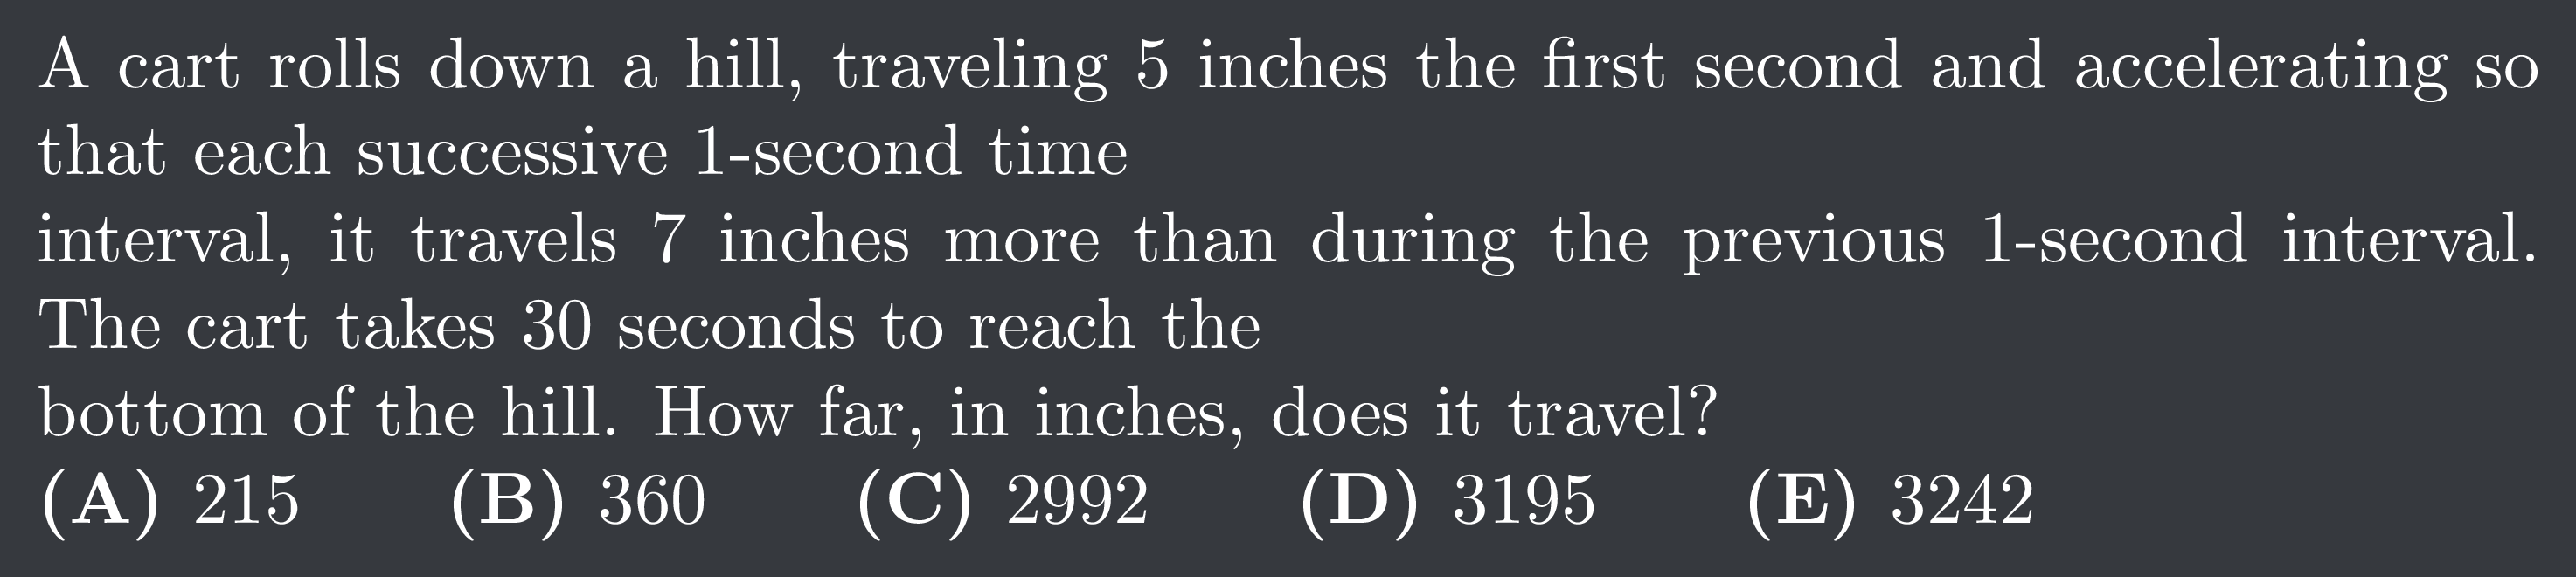 A cart rolls down a hill, traveling 5 inches the first second and accelerating so
that each successive 1-second time
interval, it travels 7 inches more than during the previous 1-second interval.
The cart takes 30 seconds to reach the
bottom of the hill. How far, in inches, does it travel?
(A) 215 (B) 360 (C) 2992 (D) 3195 (E) 3242